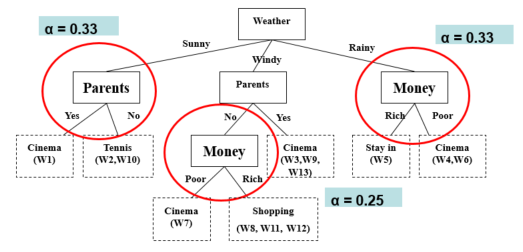 α = 0.33
Weather
α = 0.33
Sunny
Windy
Rainy
Parents
Parents
Money
Yes
No
No
Yes
Rich
Poor
Cinema
(W1)
Tennis
(W2,W10)
Money
Cinema
(W3,W9,
W13)
Stay in
(W5)
Cinema
(W4,W6)
Poor
Rich
α = 0.25
Cinema
(W7)
Shopping
(W8, W11, W12)